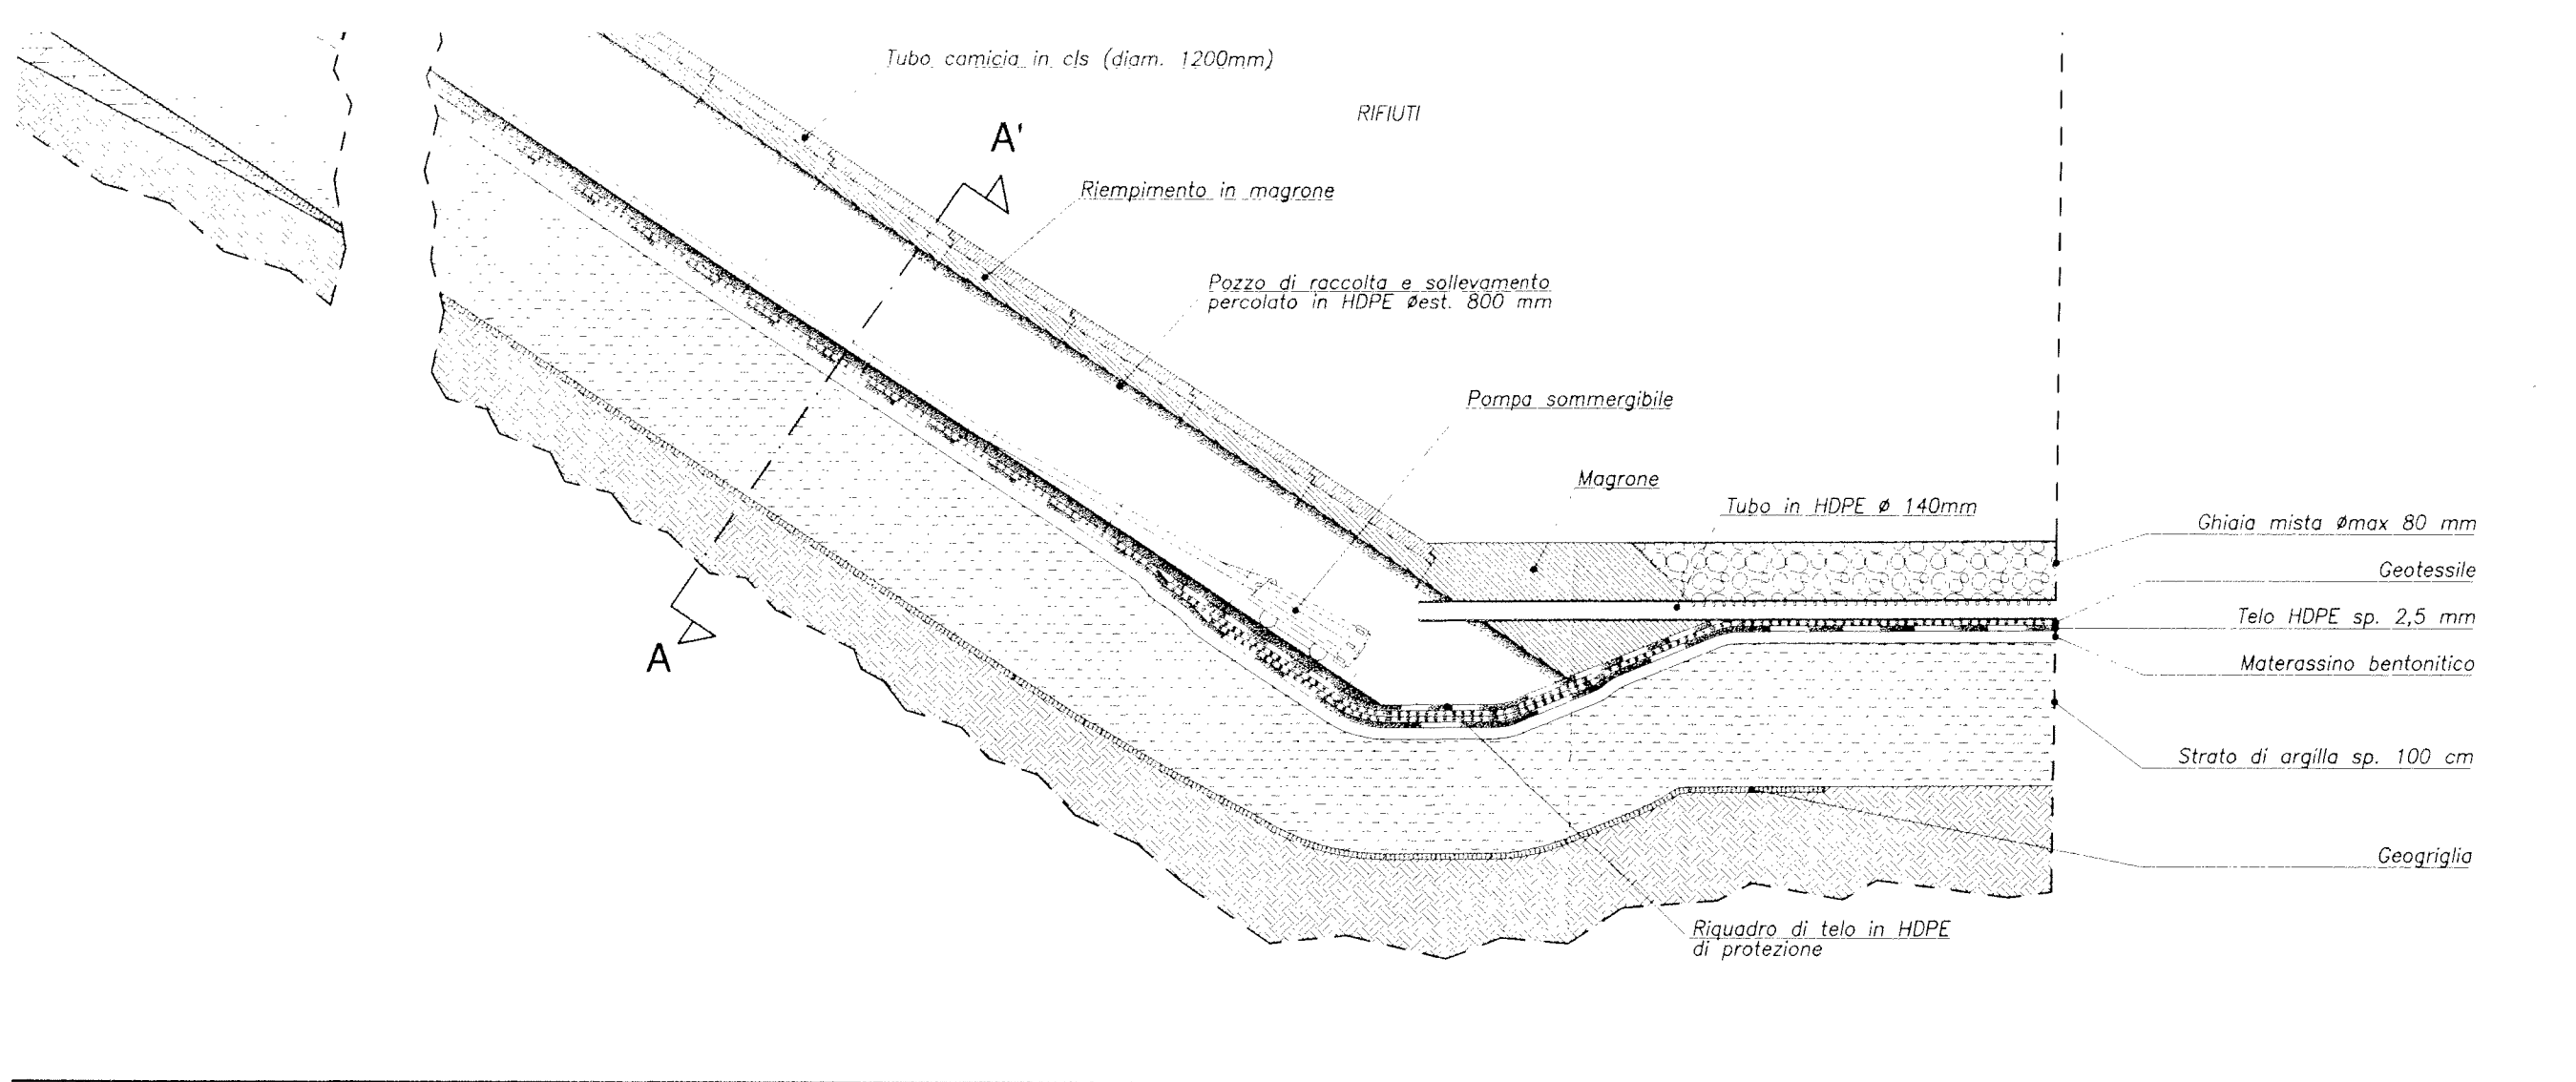 Tubo camicia in cls (diam. 1200mm)
RIFIUTI
A'
Riempimento in magrone
Pozzo di raccolta e sollevamento
percolato in HDPE øest. 800 mm
Pompa sommergibile
Magrone
Tubo in HDPE ø 140mm
Ghiaia mista ømax 80 mm
Geotessile
Telo HDPE sp. 2,5 mm
A
Materassino bentonitico
Strato di argilla sp. 100 cm
Geogriglia
Riquadro di telo in HDPE
di protezione